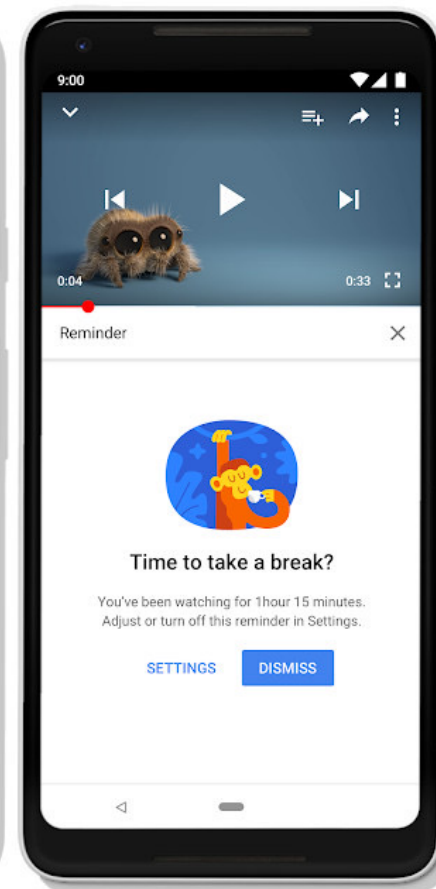 9:00
0:04
0:33
Reminder
Time to take a break?
You've been watching for 1hour 15 minutes.
Adjust or turn off this reminder in Settings.
SETTINGS
DISMISS